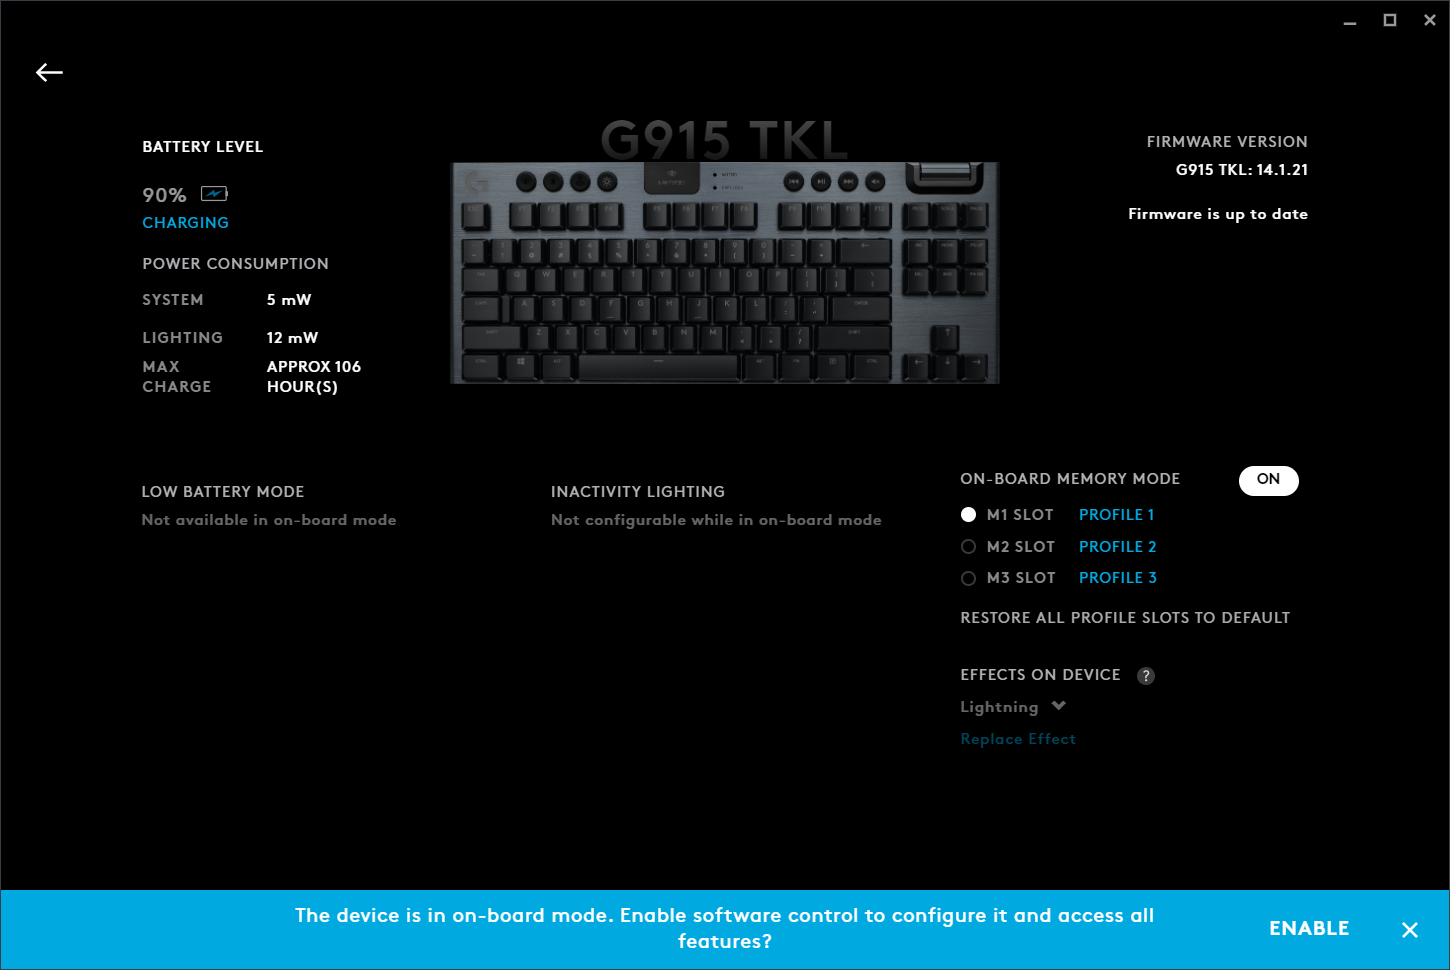 G915 TKL
BATTERY LEVEL
90%
CHARGING
POWER CONSUMPTION
SYSTEM 5 mW
LIGHTING 12 mW
MAX CHARGE APPROX 106 HOUR(S)
FIRMWARE VERSION
G915 TKL: 14.1.21
Firmware is up to date
LOW BATTERY MODE
Not available in on-board mode
INACTIVITY LIGHTING
Not configurable while in on-board mode
ON-BOARD MEMORY MODE ON
M1 SLOT PROFILE 1
M2 SLOT PROFILE 2
M3 SLOT PROFILE 3
RESTORE ALL PROFILE SLOTS TO DEFAULT
EFFECTS ON DEVICE ?
Lightning
Replace Effect
The device is in on-board mode. Enable software control to configure it and access all
features?
ENABLE